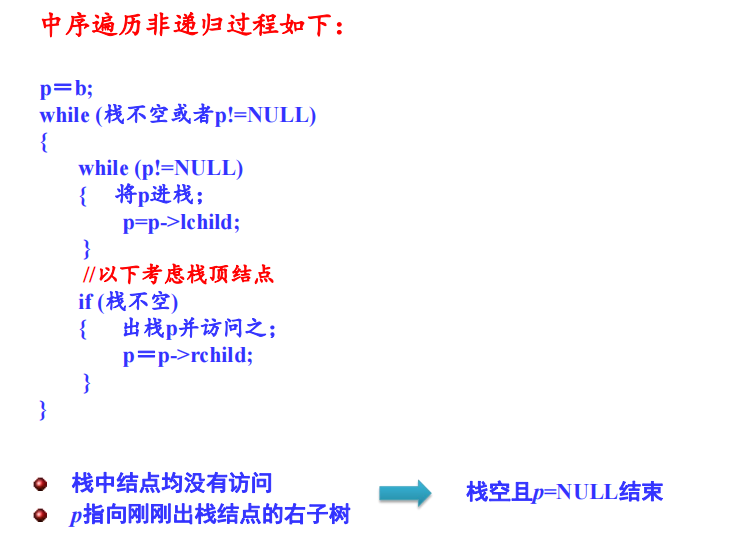 中序遍历非递归过程如下：
p＝b;
while (栈不空或者p!=NULL)
{
while (p!=NULL)
{ 将p进栈；
p=p->lchild;
}
//以下考虑栈顶结点
if (栈不空)
{ 出栈p并访问之；
p＝p->rchild;
}
}
栈中结点均没有访问
p指向刚刚出栈结点的右子树
栈空且p=NULL结束